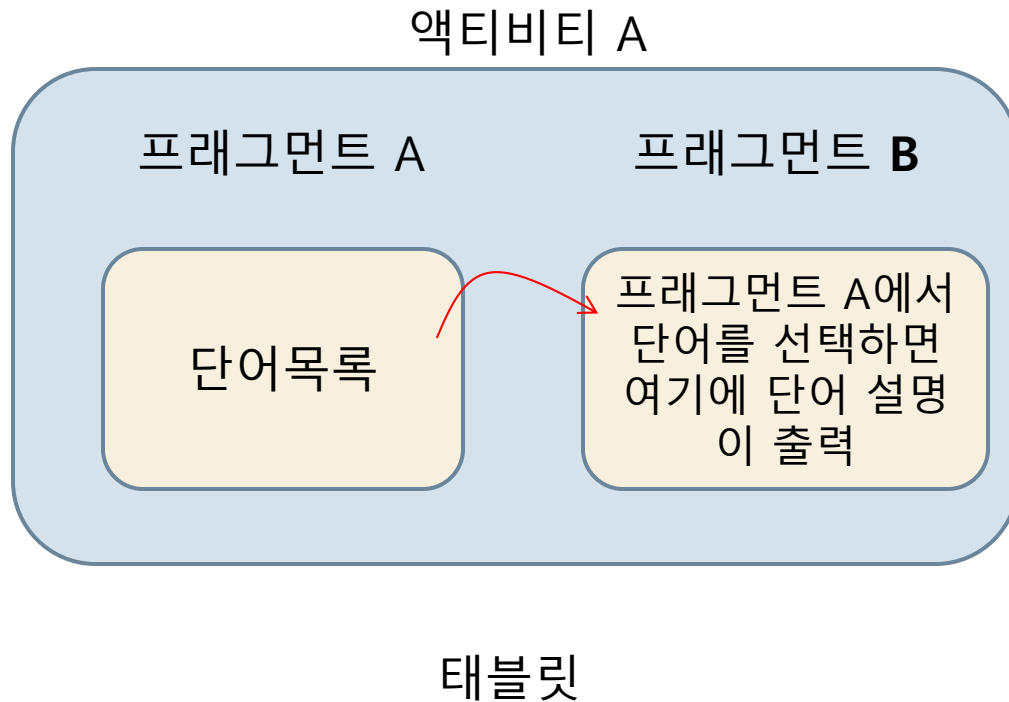 액티비티 A
프래그먼트 A
프래그먼트 B
단어목록
프래그먼트 A에서
단어를 선택하면
여기에 단어 설명
이 출력
태블릿